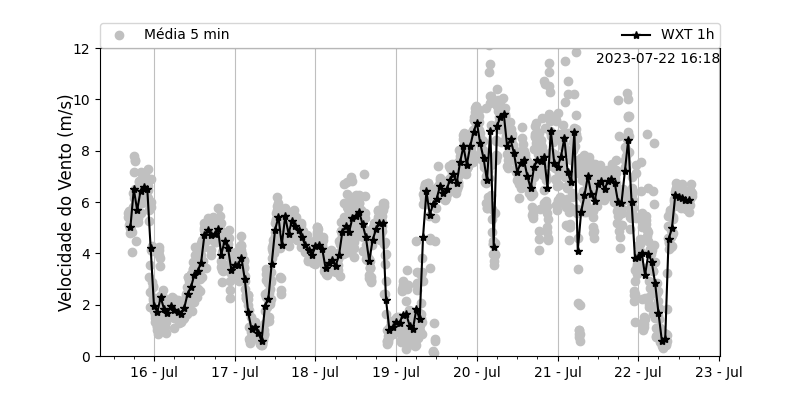 Média 5 min
WXT 1h
2023-07-22 16:18
Velocidade do Vento (m/s)
12
10
8
6
4
2
0
16 - Jul
17 - Jul
18 - Jul
19 - Jul
20 - Jul
21 - Jul
22 - Jul
23 - Jul